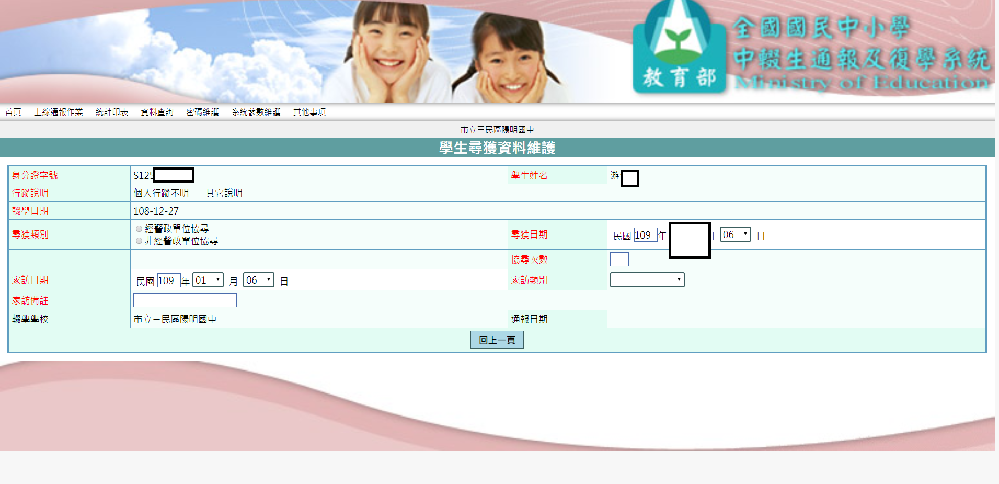 全國國民中小學
中輟生通報及復學系統
教育部
Ministry of Education
首頁 上線通報作業 統計印表 資料查詢 密碼維護 系統參數維護 其他事項
市立三民區陽明國中
學生尋獲資料維護
身分證字號 S125 學生姓名 游
行蹤說明 個人行蹤不明 --- 其它說明
輟學日期 108-12-27
尋獲類別 經警政單位協尋
非經警政單位協尋
尋獲日期 民國 109 年 月 06 日
協尋次數
家訪日期 民國 109 年 01 月 06 日 家訪類別
家訪備註
輟學學校 市立三民區陽明國中 通報日期
回上一頁